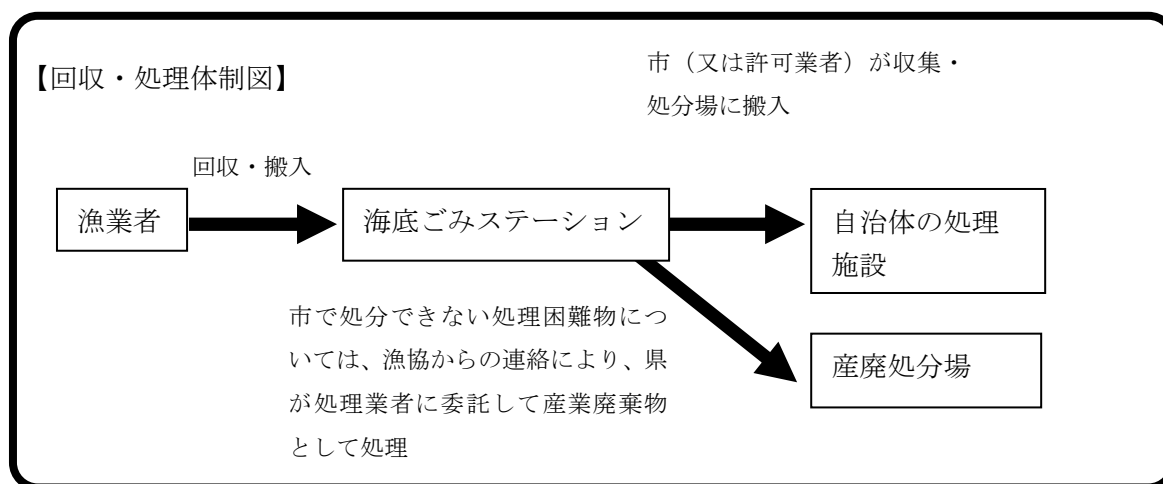 市（又は許可業者）が収集・
処分場に搬入
【回収・処理体制図】
回収・搬入
漁業者
海底ごみステーション
自治体の処理
施設
市で処分できない処理困難物につ
いては、漁協からの連絡により、県
が処理業者に委託して産業廃棄物
として処理
産廃処分場